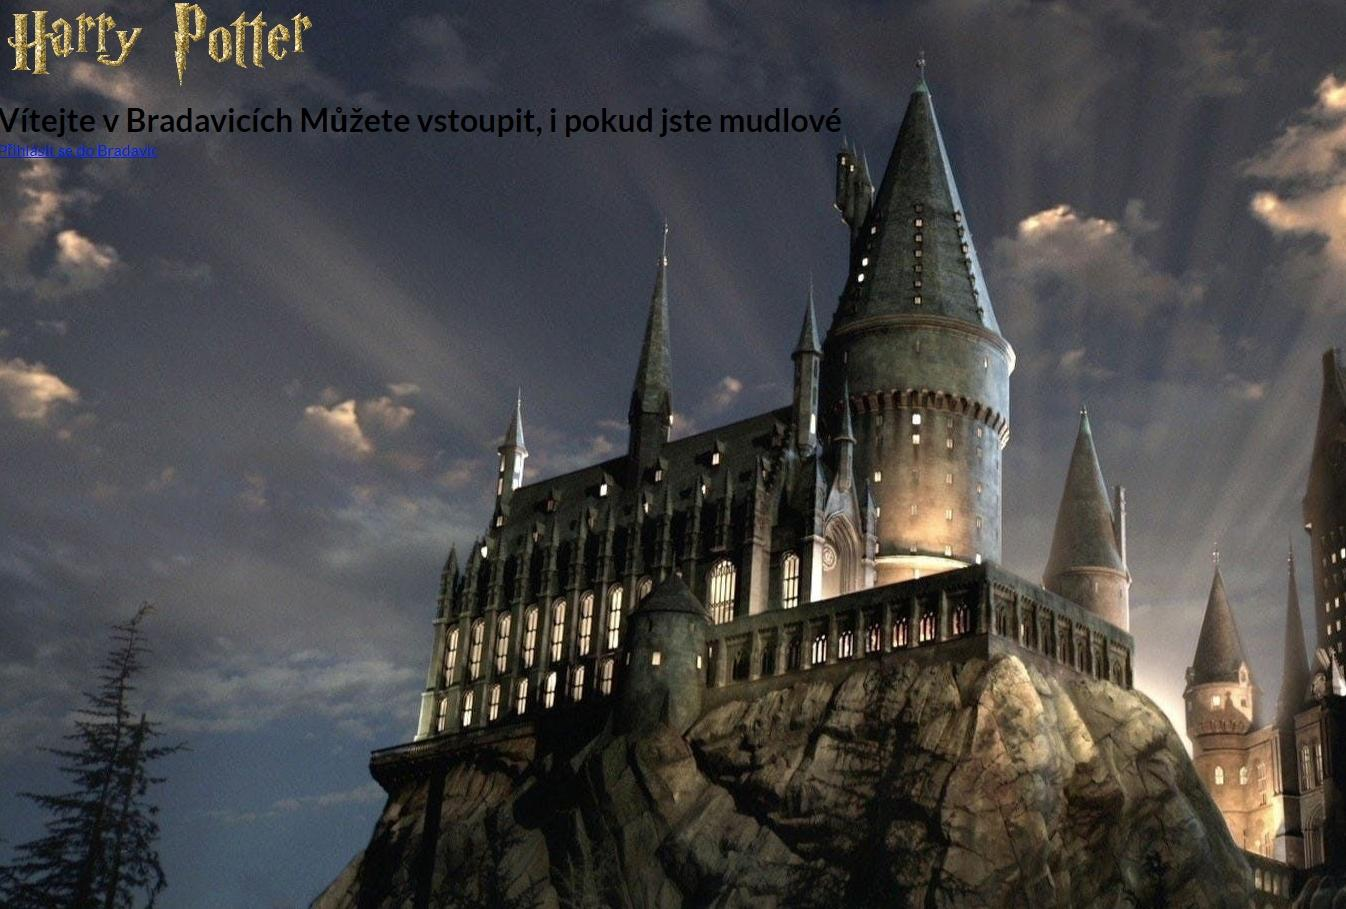 Harry Potter
Vítejte v Bradavicích Můžete vstoupit, i pokud jste mudlové
Přihlásit se do Bradavic